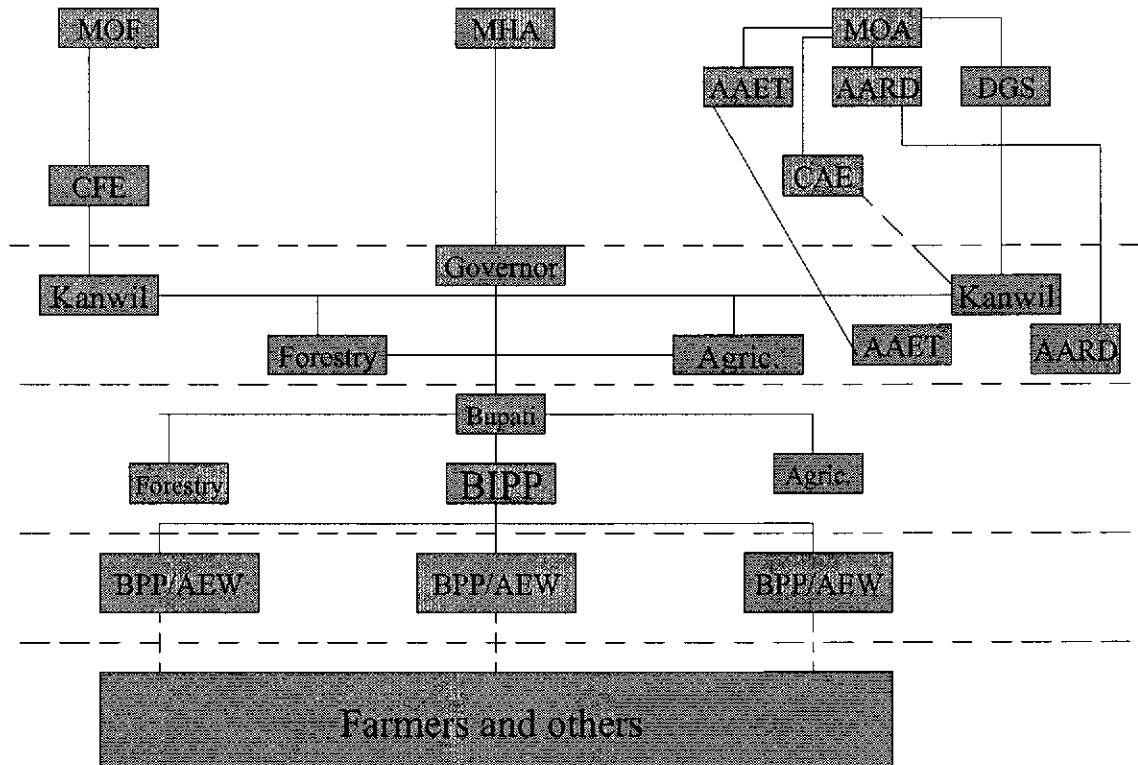 MOF
MHA
MOA
AAET
AARD
DGS
CFE
CAE
Governor
Kanwil
Kanwil
Forestry
Agric.
AAET
AARD
Bupati
Forestry
BIPP
Agric.
BPP/AEW
BPP/AEW
BPP/AEW
Farmers and others